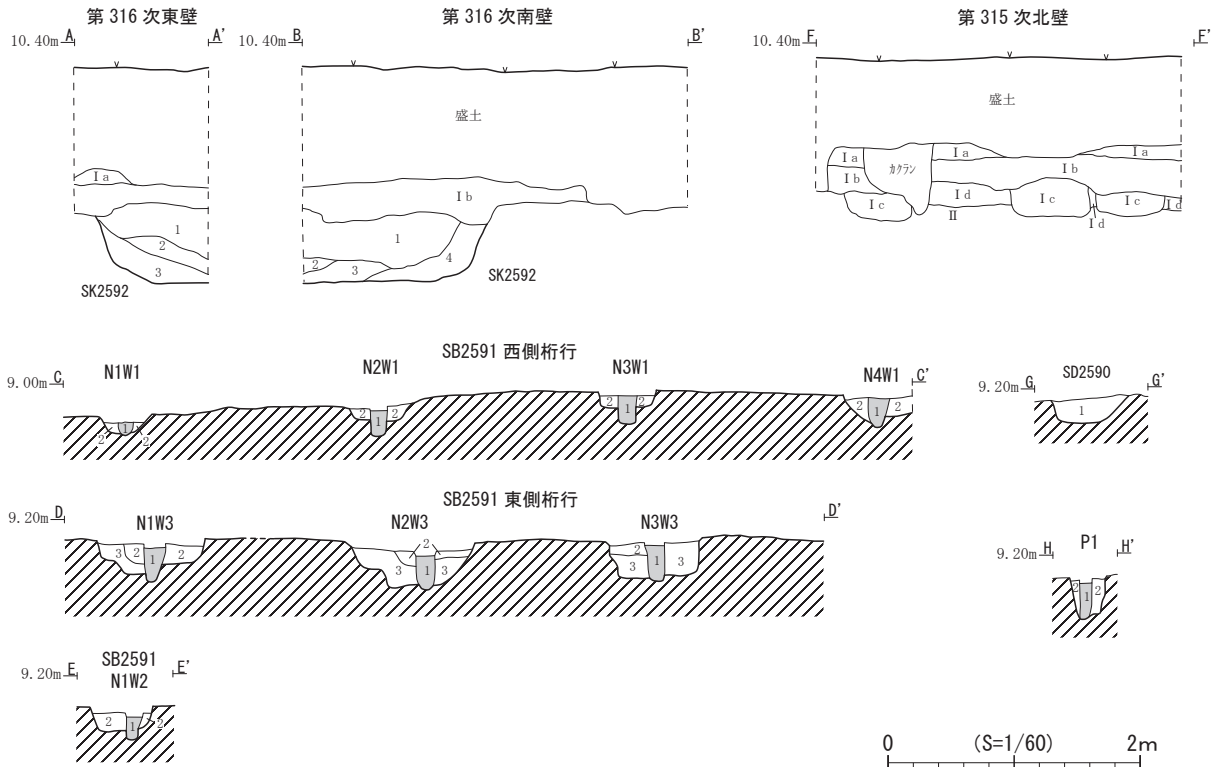 第 316 次東壁
第 316 次南壁
第 315 次北壁
10.40m A A'
10.40m B B'
10.40m F F'
盛土
盛土
Ⅰa
Ⅰb
1
2
3
SK2592
1
2
3
4
SK2592
Ⅰa
Ⅰb
Ⅰc
カクラン
Ⅰa
Ⅰa
Ⅰb
Ⅰd
Ⅰc
Ⅰc
Ⅰd
Ⅰd
Ⅱ
SB2591 西側桁行
9.00m C C'
N1W1
N2W1
N3W1
N4W1
2 1 2
2 1 2
2 1 2
2 1 2
SD2590
9.20m G G'
1
SB2591 東側桁行
9.20m D D'
N1W3
N2W3
N3W3
3 2 1 2
2
3 1 3
2
3 1 3
P1
9.20m H H'
2 1 2
SB2591
N1W2
9.20m E E'
2 1 2
0 (S=1/60) 2m